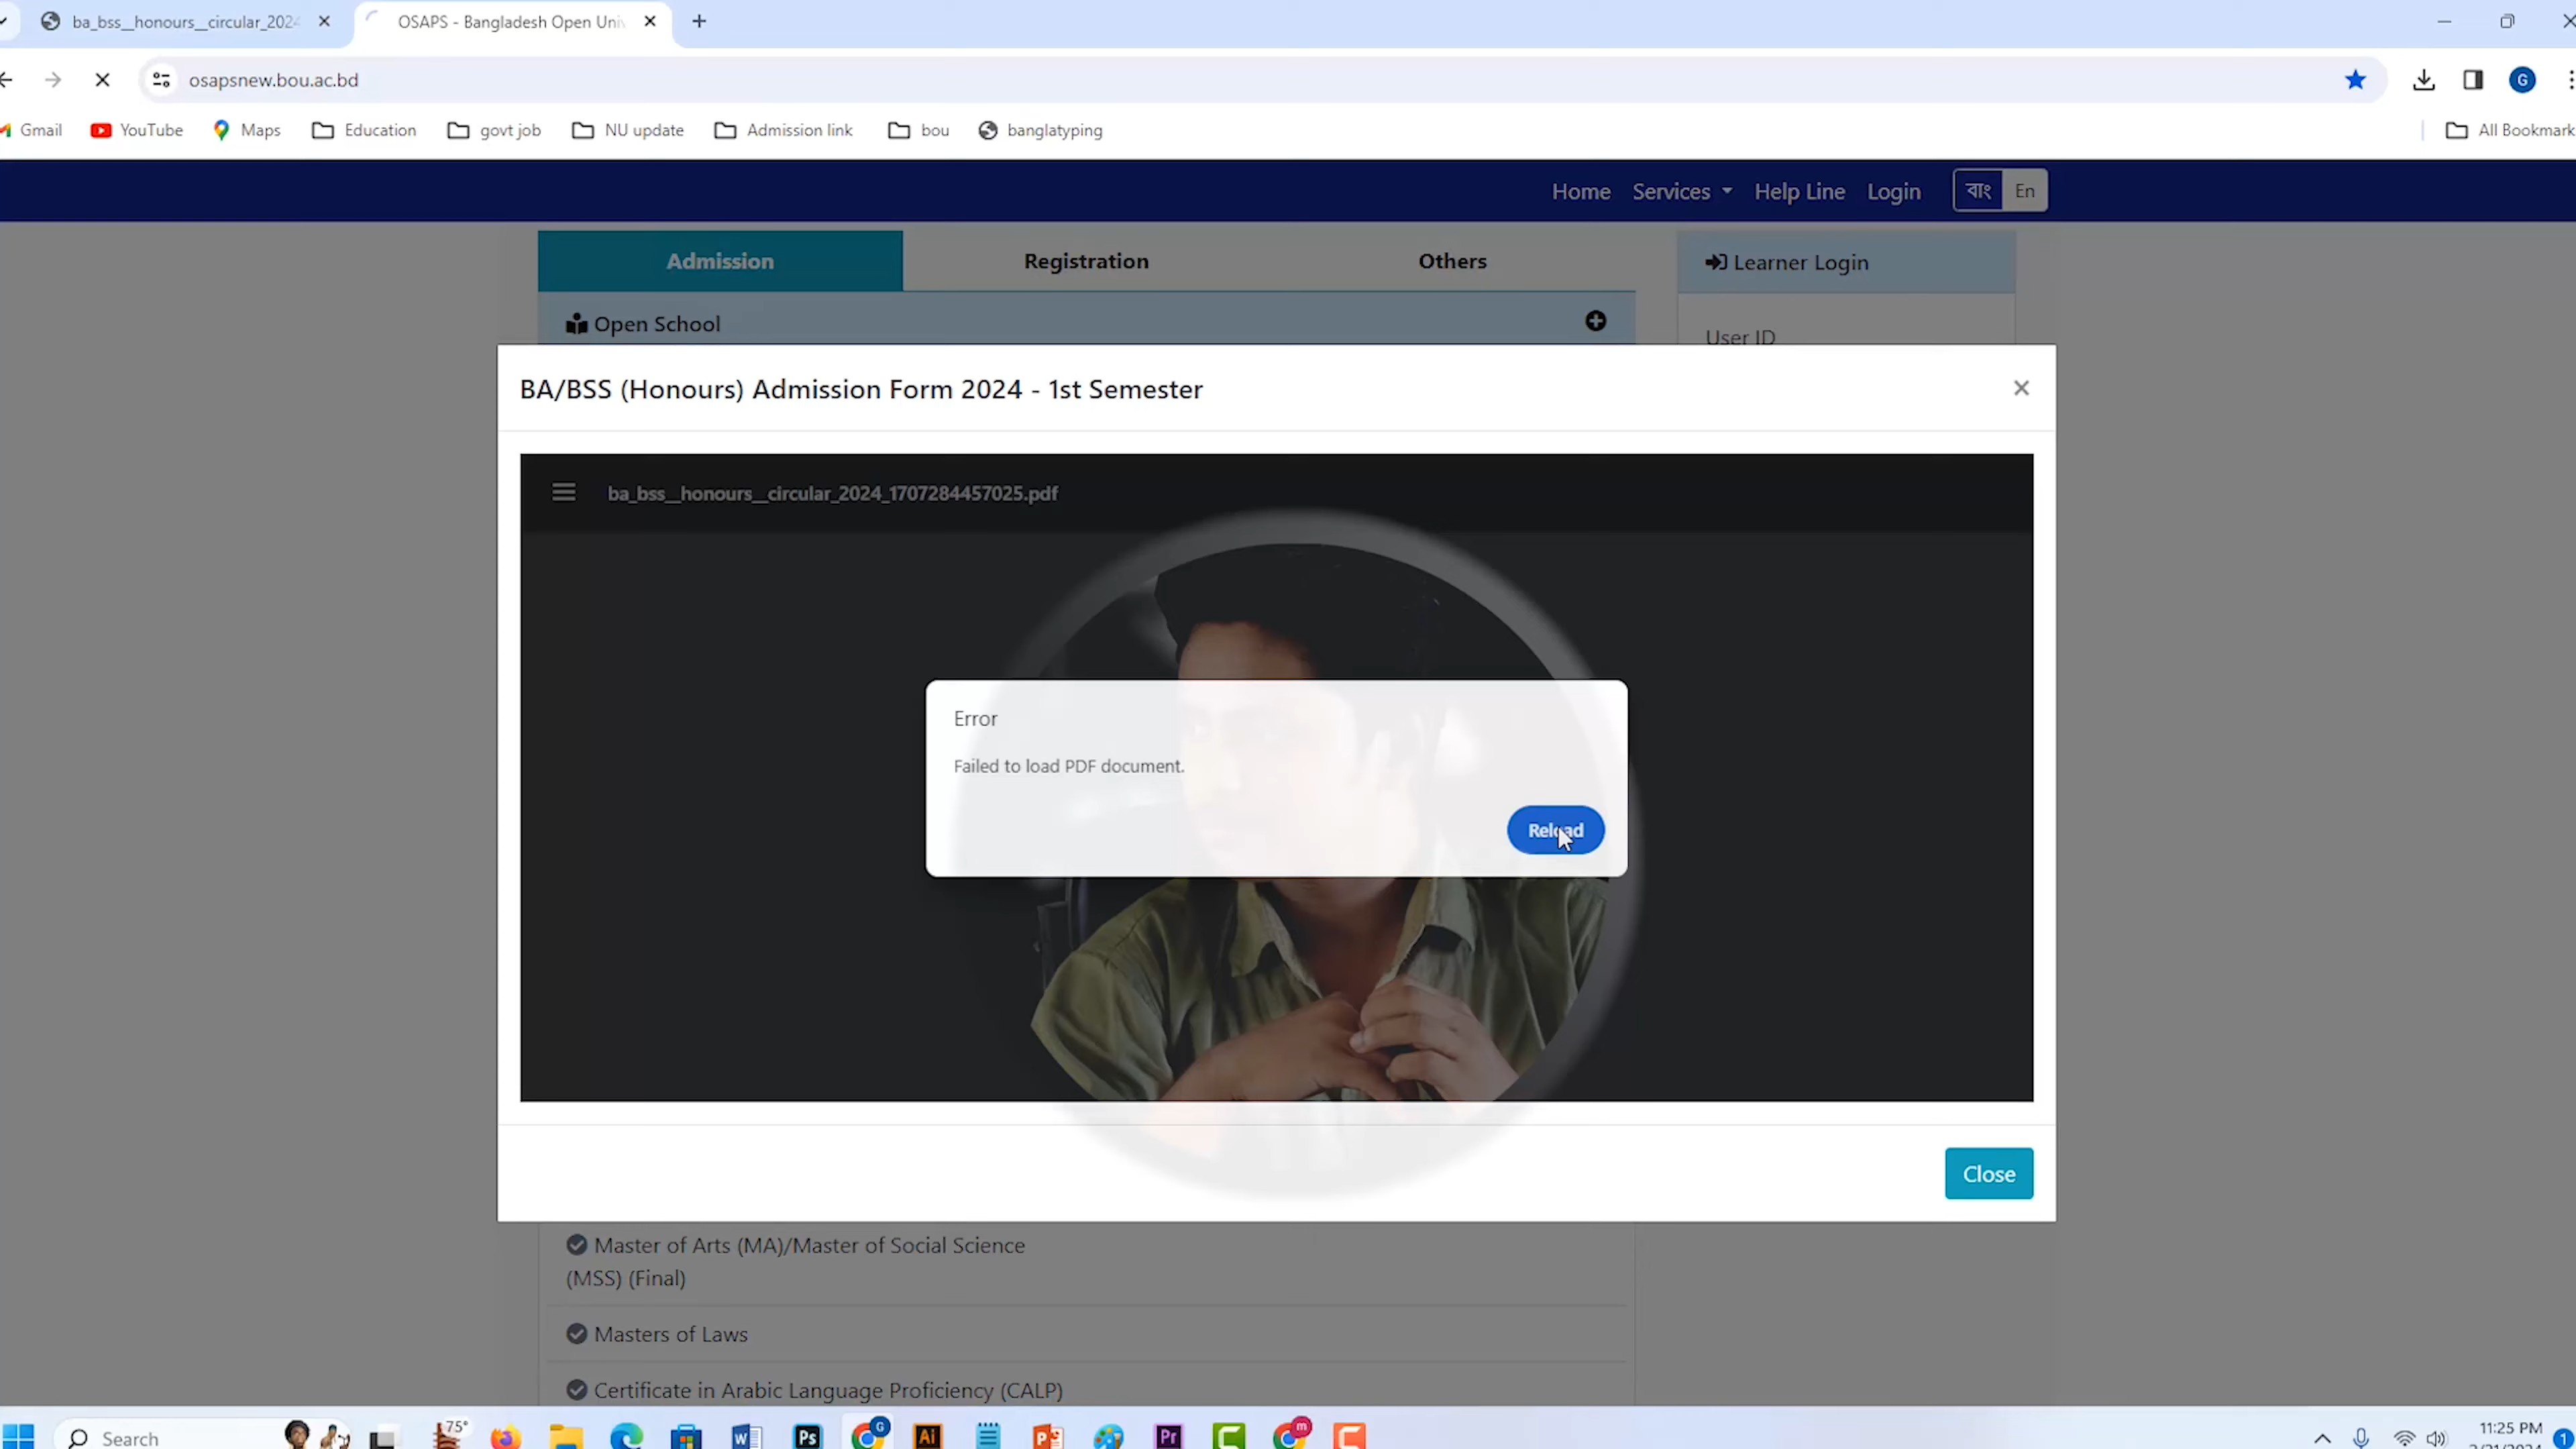 ba_bss__honours__circular_2024
OSAPS - Bangladesh Open Univ
osapsnew.bou.ac.bd
Gmail
YouTube
Maps
Education
govt job
NU update
Admission link
bou
banglatyping
All Bookmark
Home
Services
Help Line
Login
বাং
En
Admission
Registration
Others
Learner Login
Open School
User ID
BA/BSS (Honours) Admission Form 2024 - 1st Semester
ba_bss__honours__circular_2024_1707284457025.pdf
Error
Failed to load PDF document.
Reload
Close
Master of Arts (MA)/Master of Social Science
(MSS) (Final)
Masters of Laws
Certificate in Arabic Language Proficiency (CALP)
Search
75°
11:25 PM